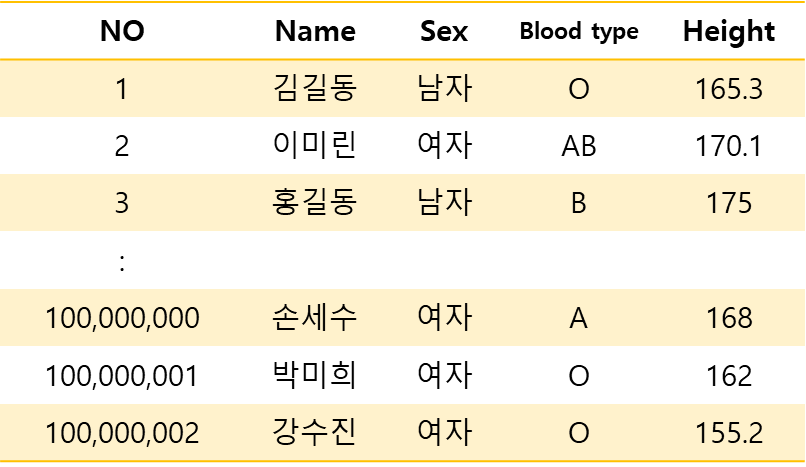 NO Name Sex Blood type Height
1 김길동 남자 O 165.3
2 이미린 여자 AB 170.1
3 홍길동 남자 B 175
:
100,000,000 손세수 여자 A 168
100,000,001 박미희 여자 O 162
100,000,002 강수진 여자 O 155.2